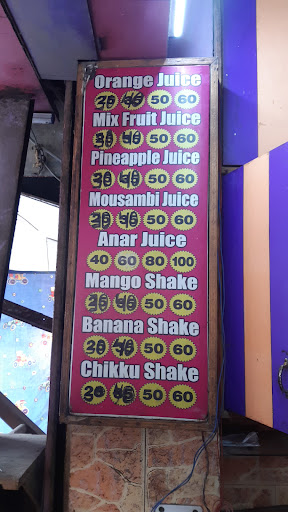 Orange Juice
50 60
Mix Fruit Juice
50 60
Pineapple Juice
50 60
Mousambi Juice
50 60
Anar Juice
40 60 80 100
Mango Shake
50 60
Banana Shake
50 60
Chikku Shake
50 60